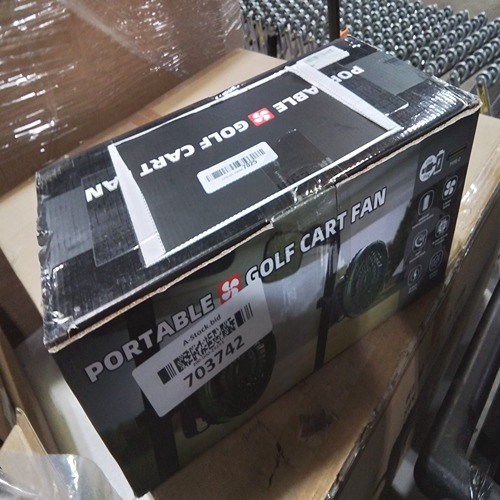 PORTABLE GOLF CART FAN
PORTABLE GOLF CART FAN
A-Stock.bid
703742